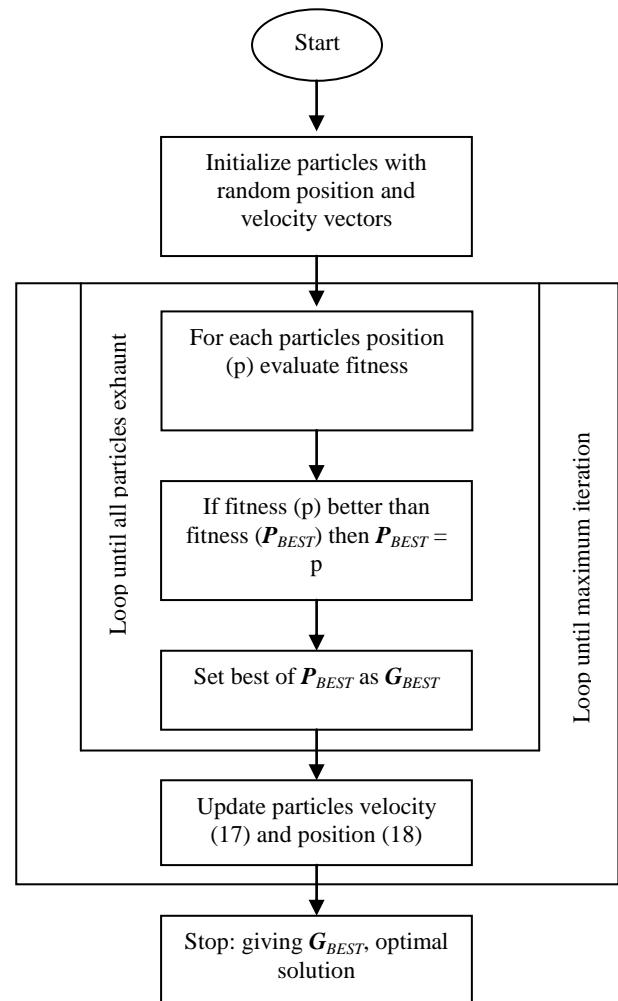 Start
Initialize particles with
random position and
velocity vectors
For each particles position
(p) evaluate fitness
Loop until all particles exhaust
If fitness (p) better than
fitness (PBEST) then PBEST =
p
Loop until maximum iteration
Set best of PBEST as GBEST
Update particles velocity
(17) and position (18)
Stop: giving GBEST, optimal
solution